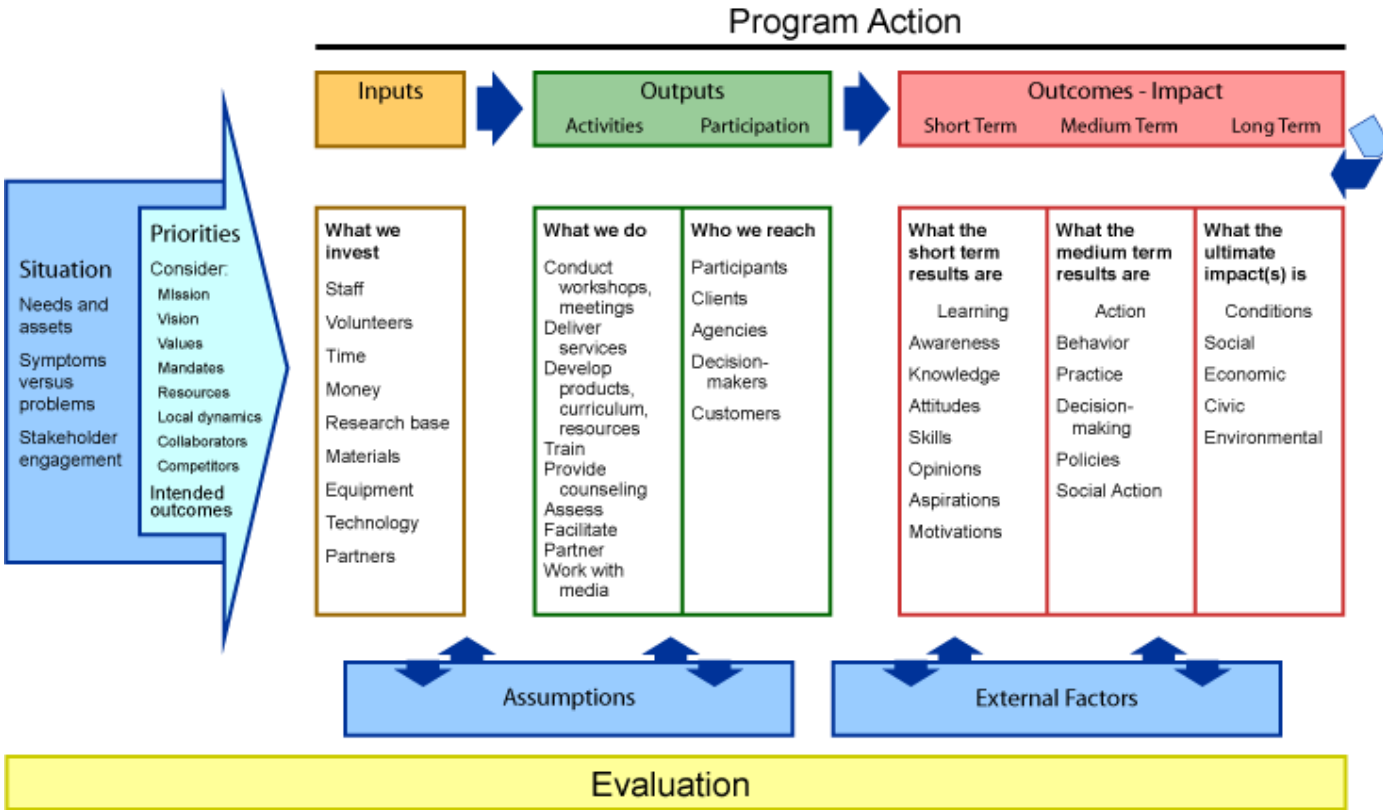 Program Action
Inputs
Outputs
Activities
Participation
Outcomes - Impact
Short Term
Medium Term
Long Term
Situation
Needs and
assets
Symptoms
versus
problems
Stakeholder
engagement
Priorities
Consider:
MIssion
Vision
Values
Mandates
Resources
Local dynamics
Collaborators
Competitors
Intended
outcomes
What we
invest
Staff
Volunteers
Time
Money
Research base
Materials
Equipment
Technology
Partners
What we do
Conduct
workshops,
meetings
Deliver
services
Develop
products,
curriculum,
resources
Train
Provide
counseling
Assess
Facilitate
Partner
Work with
media
Who we reach
Participants
Clients
Agencies
Decision-
makers
Customers
What the
short term
results are
Learning
Awareness
Knowledge
Attitudes
Skills
Opinions
Aspirations
Motivations
What the
medium term
results are
Action
Behavior
Practice
Decision-
making
Policies
Social Action
What the
ultimate
impact(s) is
Conditions
Social
Economic
Civic
Environmental
Assumptions
External Factors
Evaluation